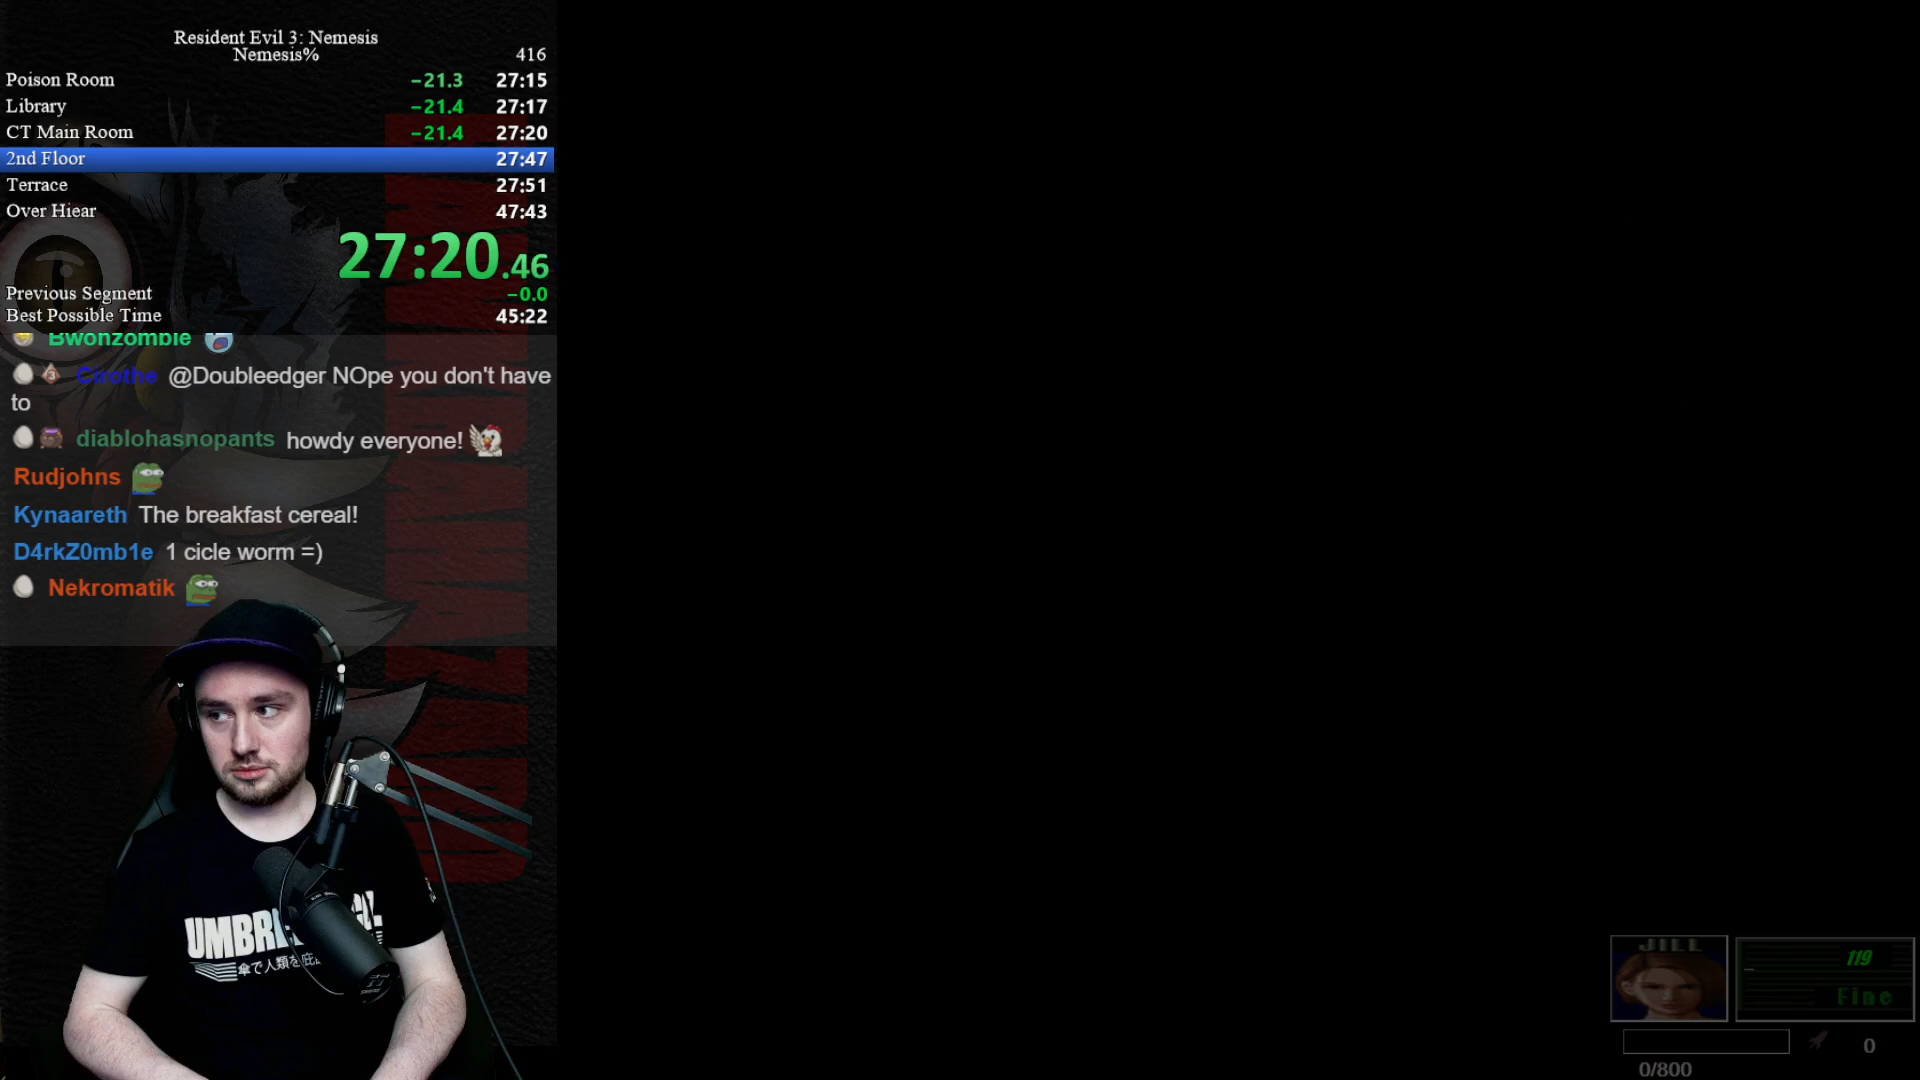 Resident Evil 3: Nemesis
Nemesis% 416
Poison Room −21.3 27:15
Library −21.4 27:17
CT Main Room −21.4 27:20
2nd Floor 27:47
Terrace 27:51
Over Hiear 47:43
27:20.46
Previous Segment −0.0
Best Possible Time 45:22
Bwonzombie
Cirothe @Doubleedger NOpe you don't have
to
diablohasnopants howdy everyone!
Rudjohns
Kynaareth The breakfast cereal!
D4rkZ0mb1e 1 cicle worm =)
Nekromatik
JILL
119
Fine
0
0/800